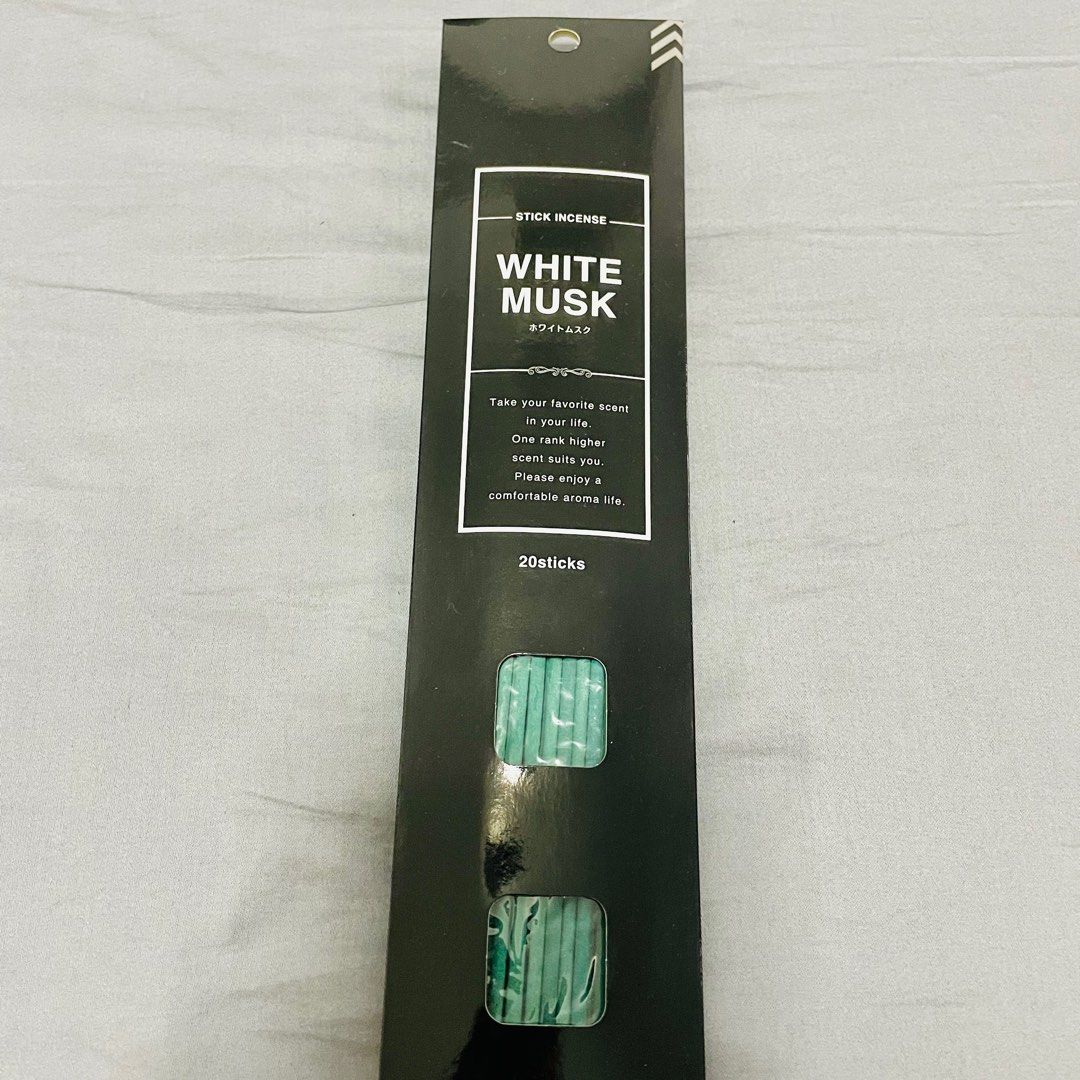 STICK INCENSE
WHITE
MUSK
ホワイトムスク
Take your favorite scent
in your life.
One rank higher
scent suits you.
Please enjoy a
comfortable aroma life.
20sticks